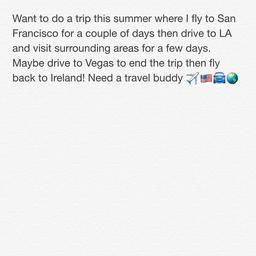 Want to do a trip this summer where I fly to San
Francisco for a couple of days then drive to LA
and visit surrounding areas for a few days.
Maybe drive to Vegas to end the trip then fly
back to Ireland! Need a travel buddy ✈️🇺🇸🚘🌏